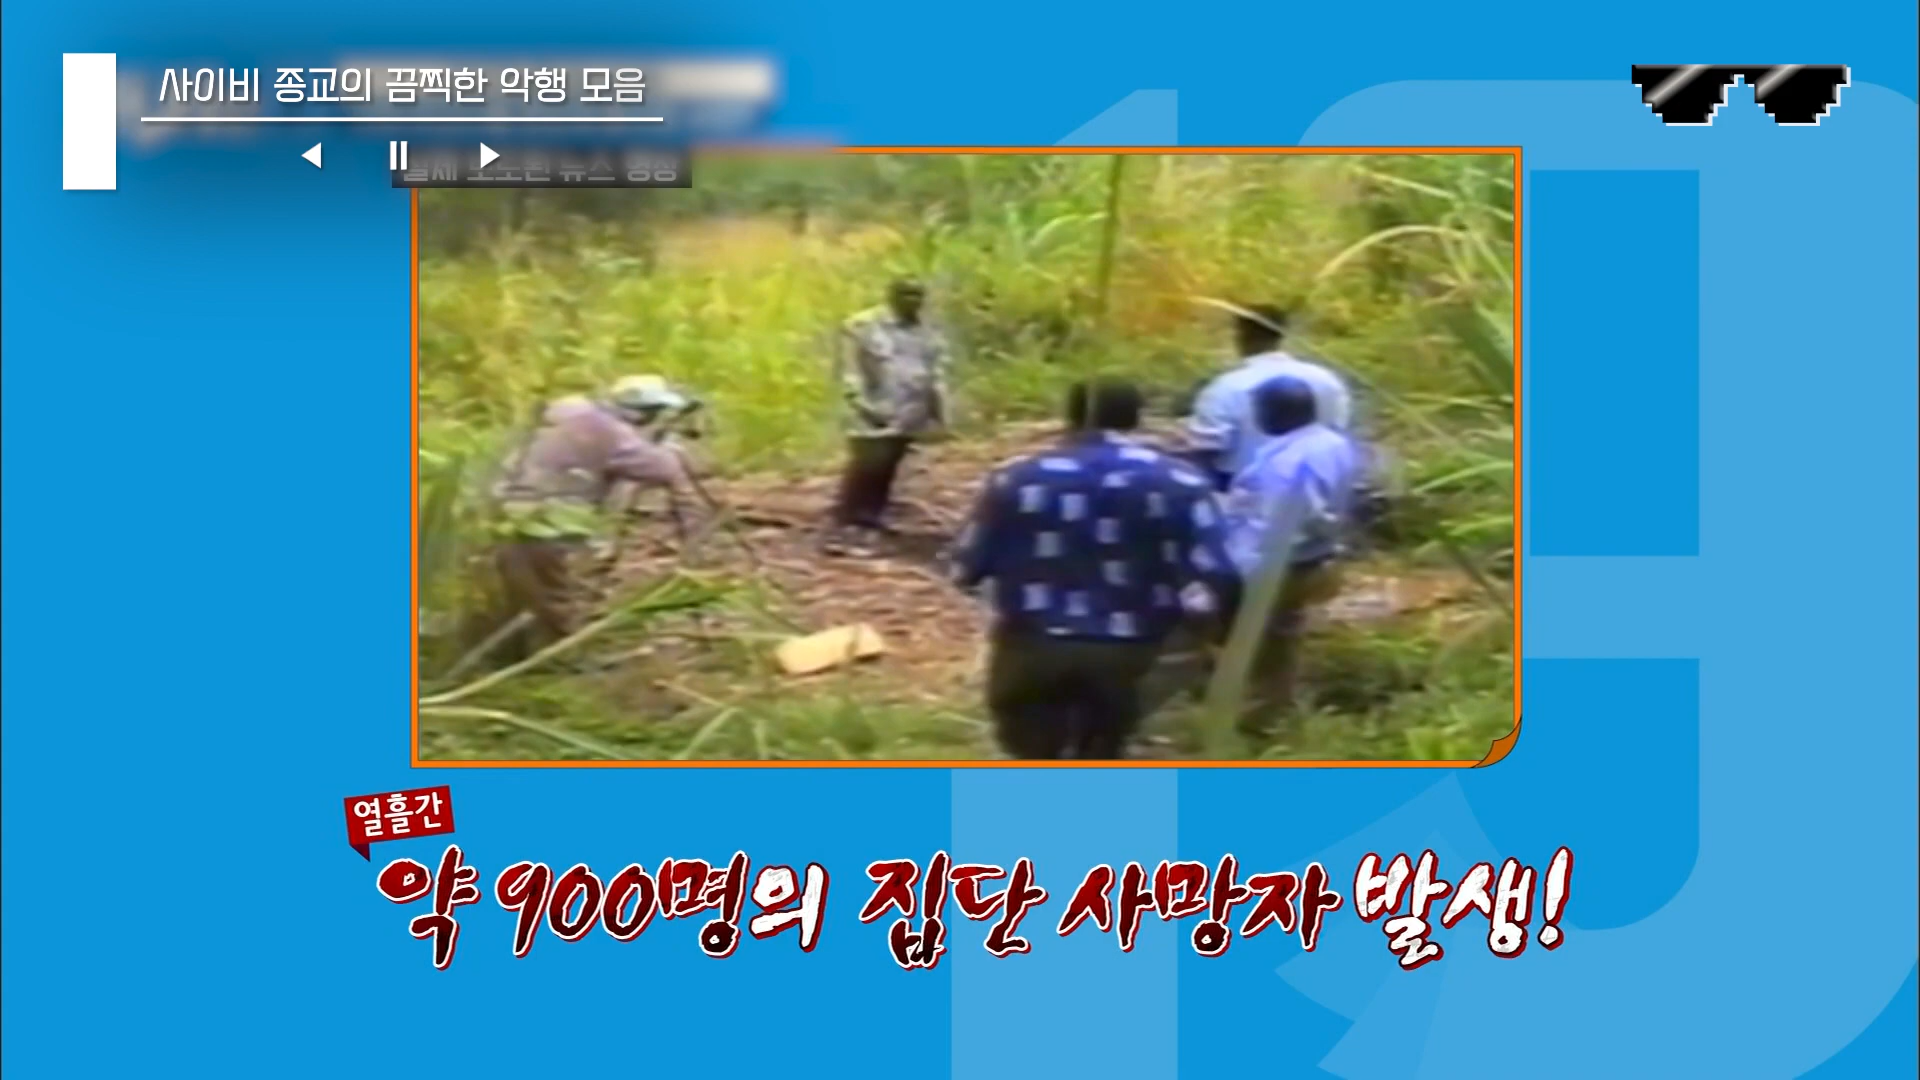 사이비 종교의 끔찍한 악행 모음
열흘간
약 900명의 집단 사망자 발생!